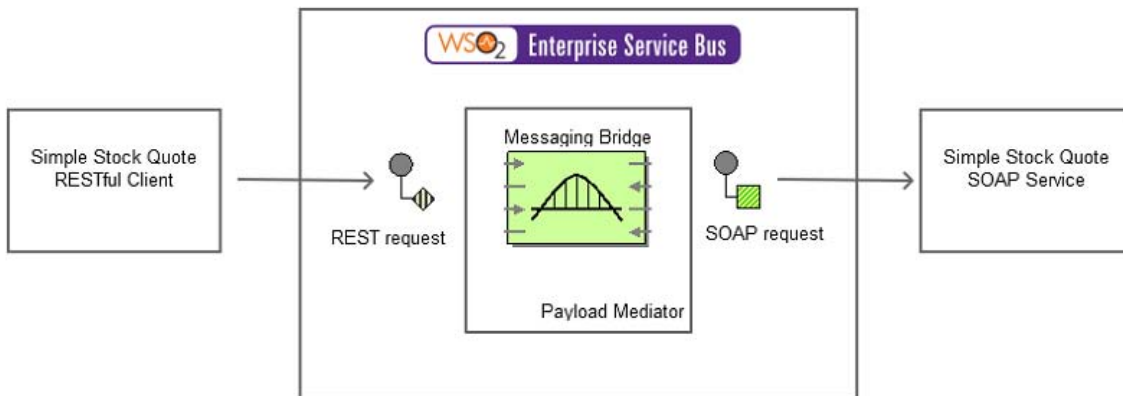 WSO2 Enterprise Service Bus
Simple Stock Quote
RESTful Client
REST request
Messaging Bridge
Payload Mediator
SOAP request
Simple Stock Quote
SOAP Service